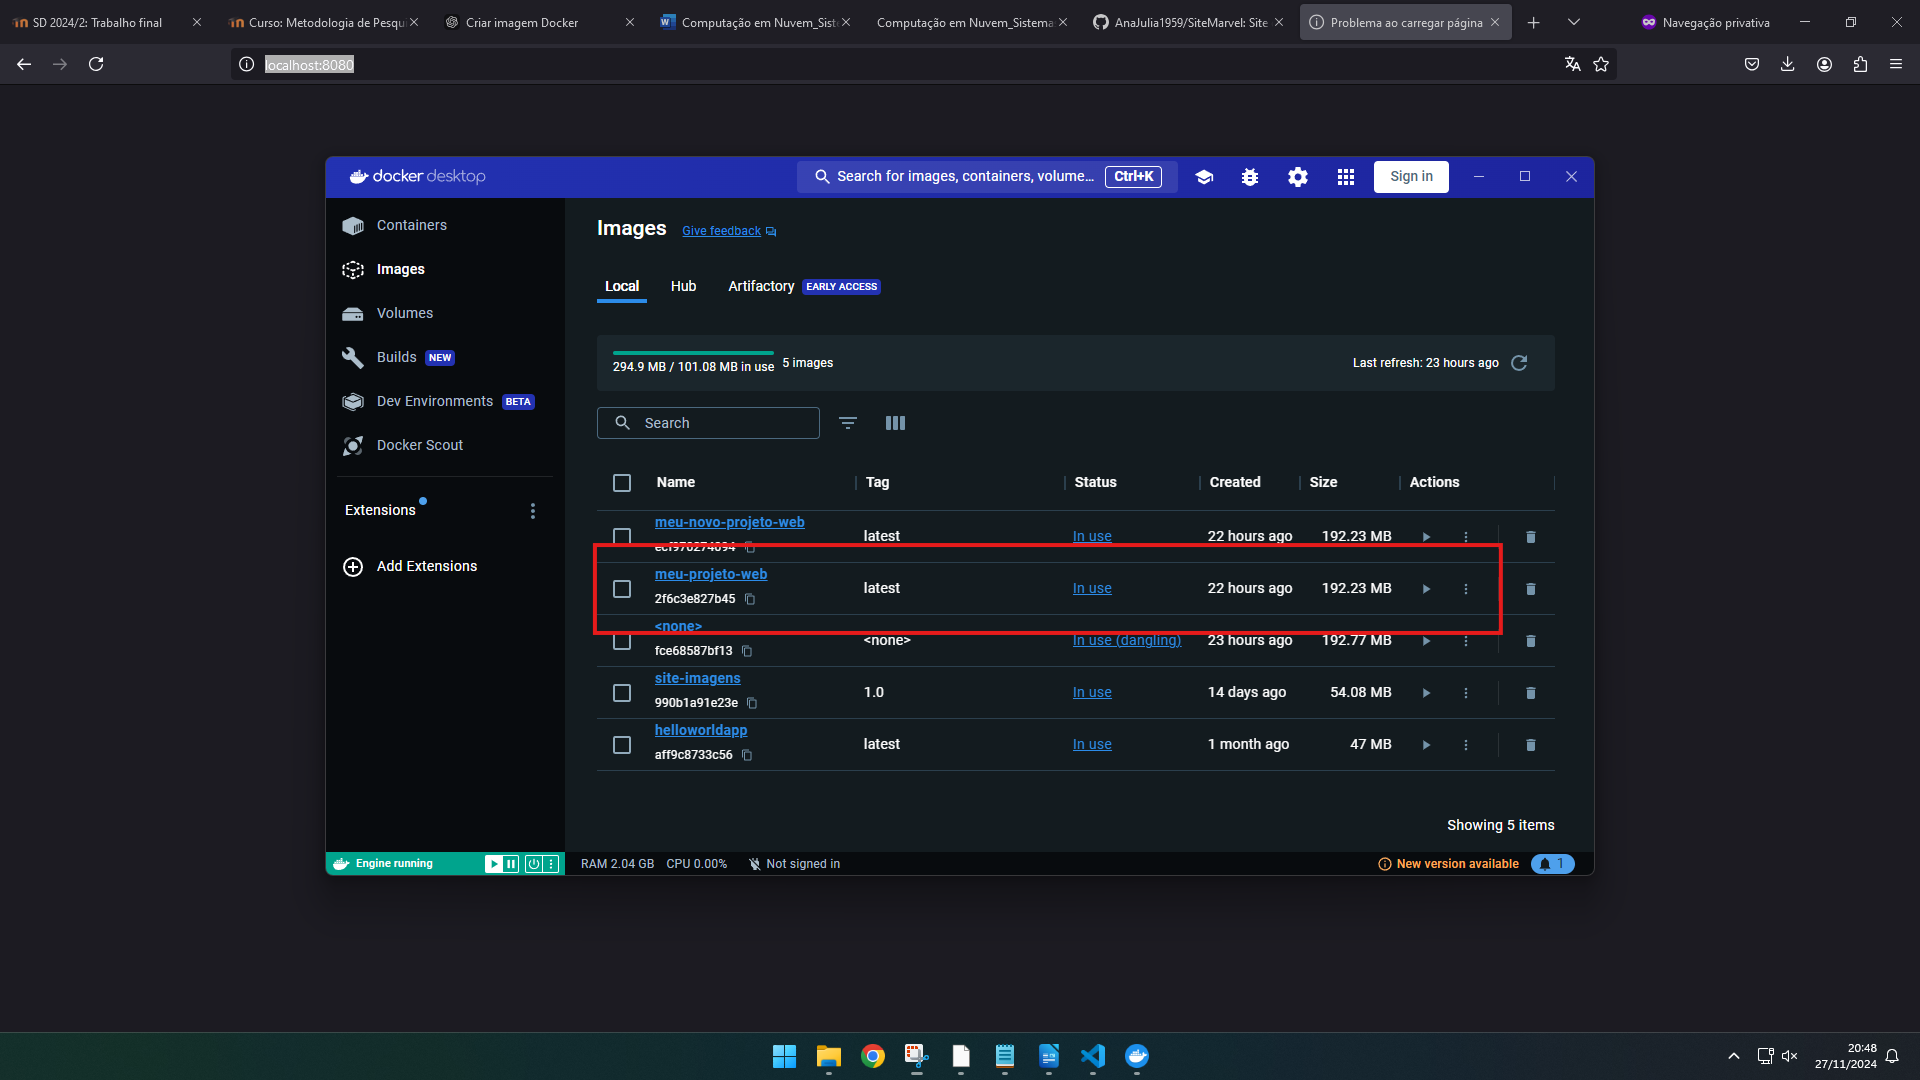 SD 2024/2: Trabalho final
Curso: Metodologia de Pesqu
Criar imagem Docker
Computação em Nuvem_Sist
Computação em Nuvem_Sistema
AnaJulia1959/SiteMarvel: Site
Problema ao carregar página
Navegação privativa
localhost:8080
docker desktop
Search for images, containers, volume...
Ctrl+K
Sign in
Containers
Images
Volumes
Builds NEW
Dev Environments BETA
Docker Scout
Extensions
Add Extensions
Images Give feedback
Local Hub Artifactory EARLY ACCESS
294.9 MB / 101.08 MB in use 5 images
Last refresh: 23 hours ago
Search
Name Tag Status Created Size Actions
meu-novo-projeto-web
latest In use 22 hours ago 192.23 MB
meu-projeto-web
2f6c3e827b45
latest In use 22 hours ago 192.23 MB
<none>
fce68587bf13
<none> In use (dangling) 23 hours ago 192.77 MB
site-imagens
990b1a91e23e
1.0 In use 14 days ago 54.08 MB
helloworldapp
aff9c8733c56
latest In use 1 month ago 47 MB
Showing 5 items
Engine running
RAM 2.04 GB CPU 0.00% Not signed in
New version available 1
20:48
27/11/2024